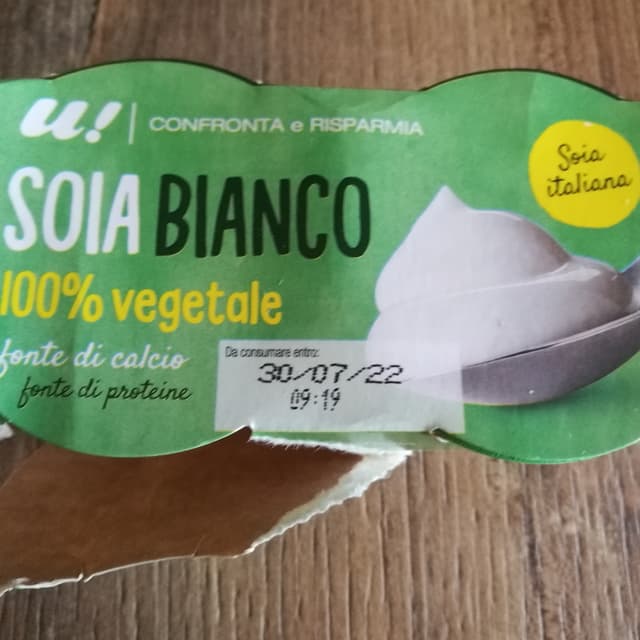 u! | CONFRONTA e RISPARMIA
Soia
italiana
SOIA BIANCO
100% vegetale
fonte di calcio
fonte di proteine
Da consumare entro:
30/07/22
09:19